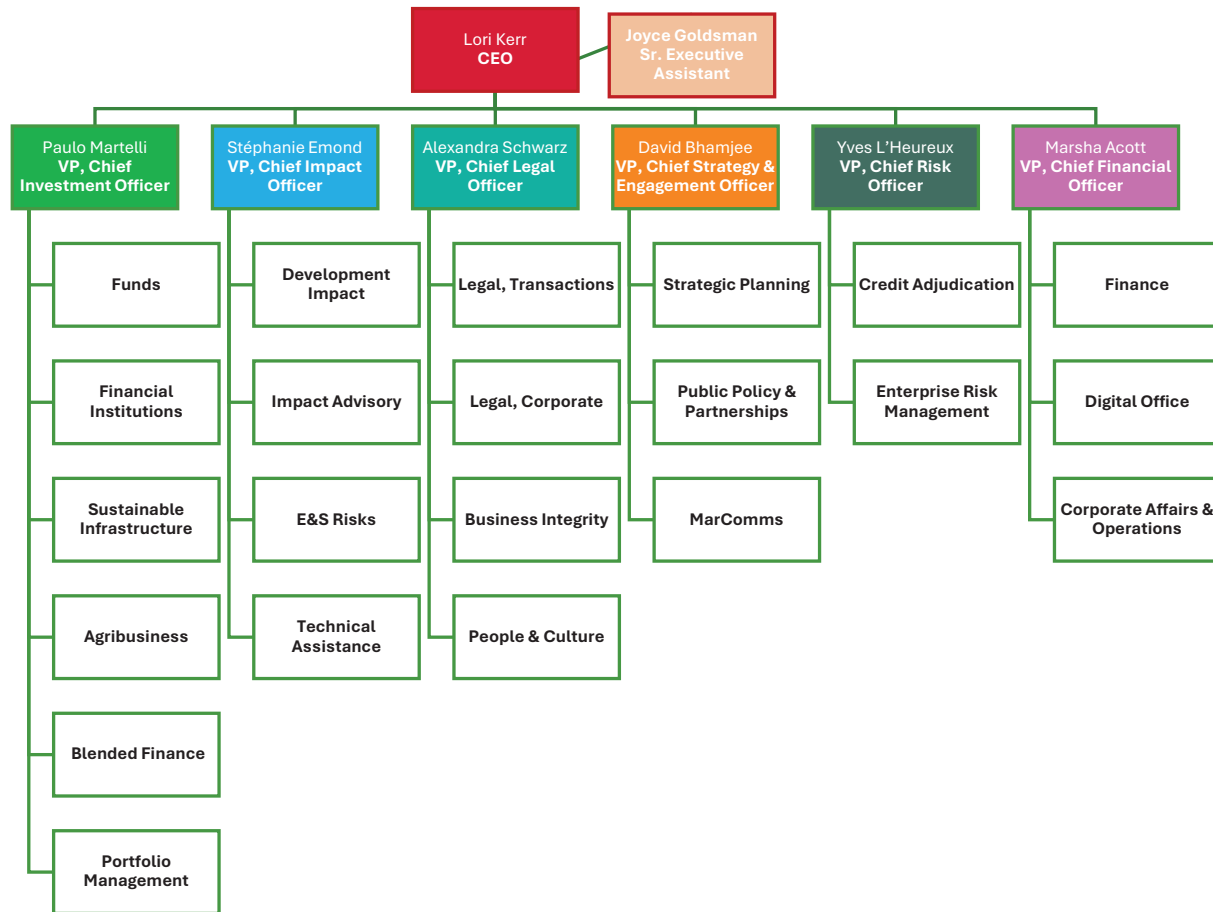 Lori Kerr
CEO
Joyce Goldsman
Sr. Executive
Assistant
Paulo Martelli
VP, Chief
Investment Officer
Stéphanie Emond
VP, Chief Impact
Officer
Alexandra Schwarz
VP, Chief Legal
Officer
David Bhamjee
VP, Chief Strategy &
Engagement Officer
Yves L’Heureux
VP, Chief Risk
Officer
Marsha Acott
VP, Chief Financial
Officer
Funds
Financial
Institutions
Sustainable
Infrastructure
Agribusiness
Blended Finance
Portfolio
Management
Development
Impact
Impact Advisory
E&S Risks
Technical
Assistance
Legal, Transactions
Legal, Corporate
Business Integrity
People & Culture
Strategic Planning
Public Policy &
Partnerships
MarComms
Credit Adjudication
Enterprise Risk
Management
Finance
Digital Office
Corporate Affairs &
Operations